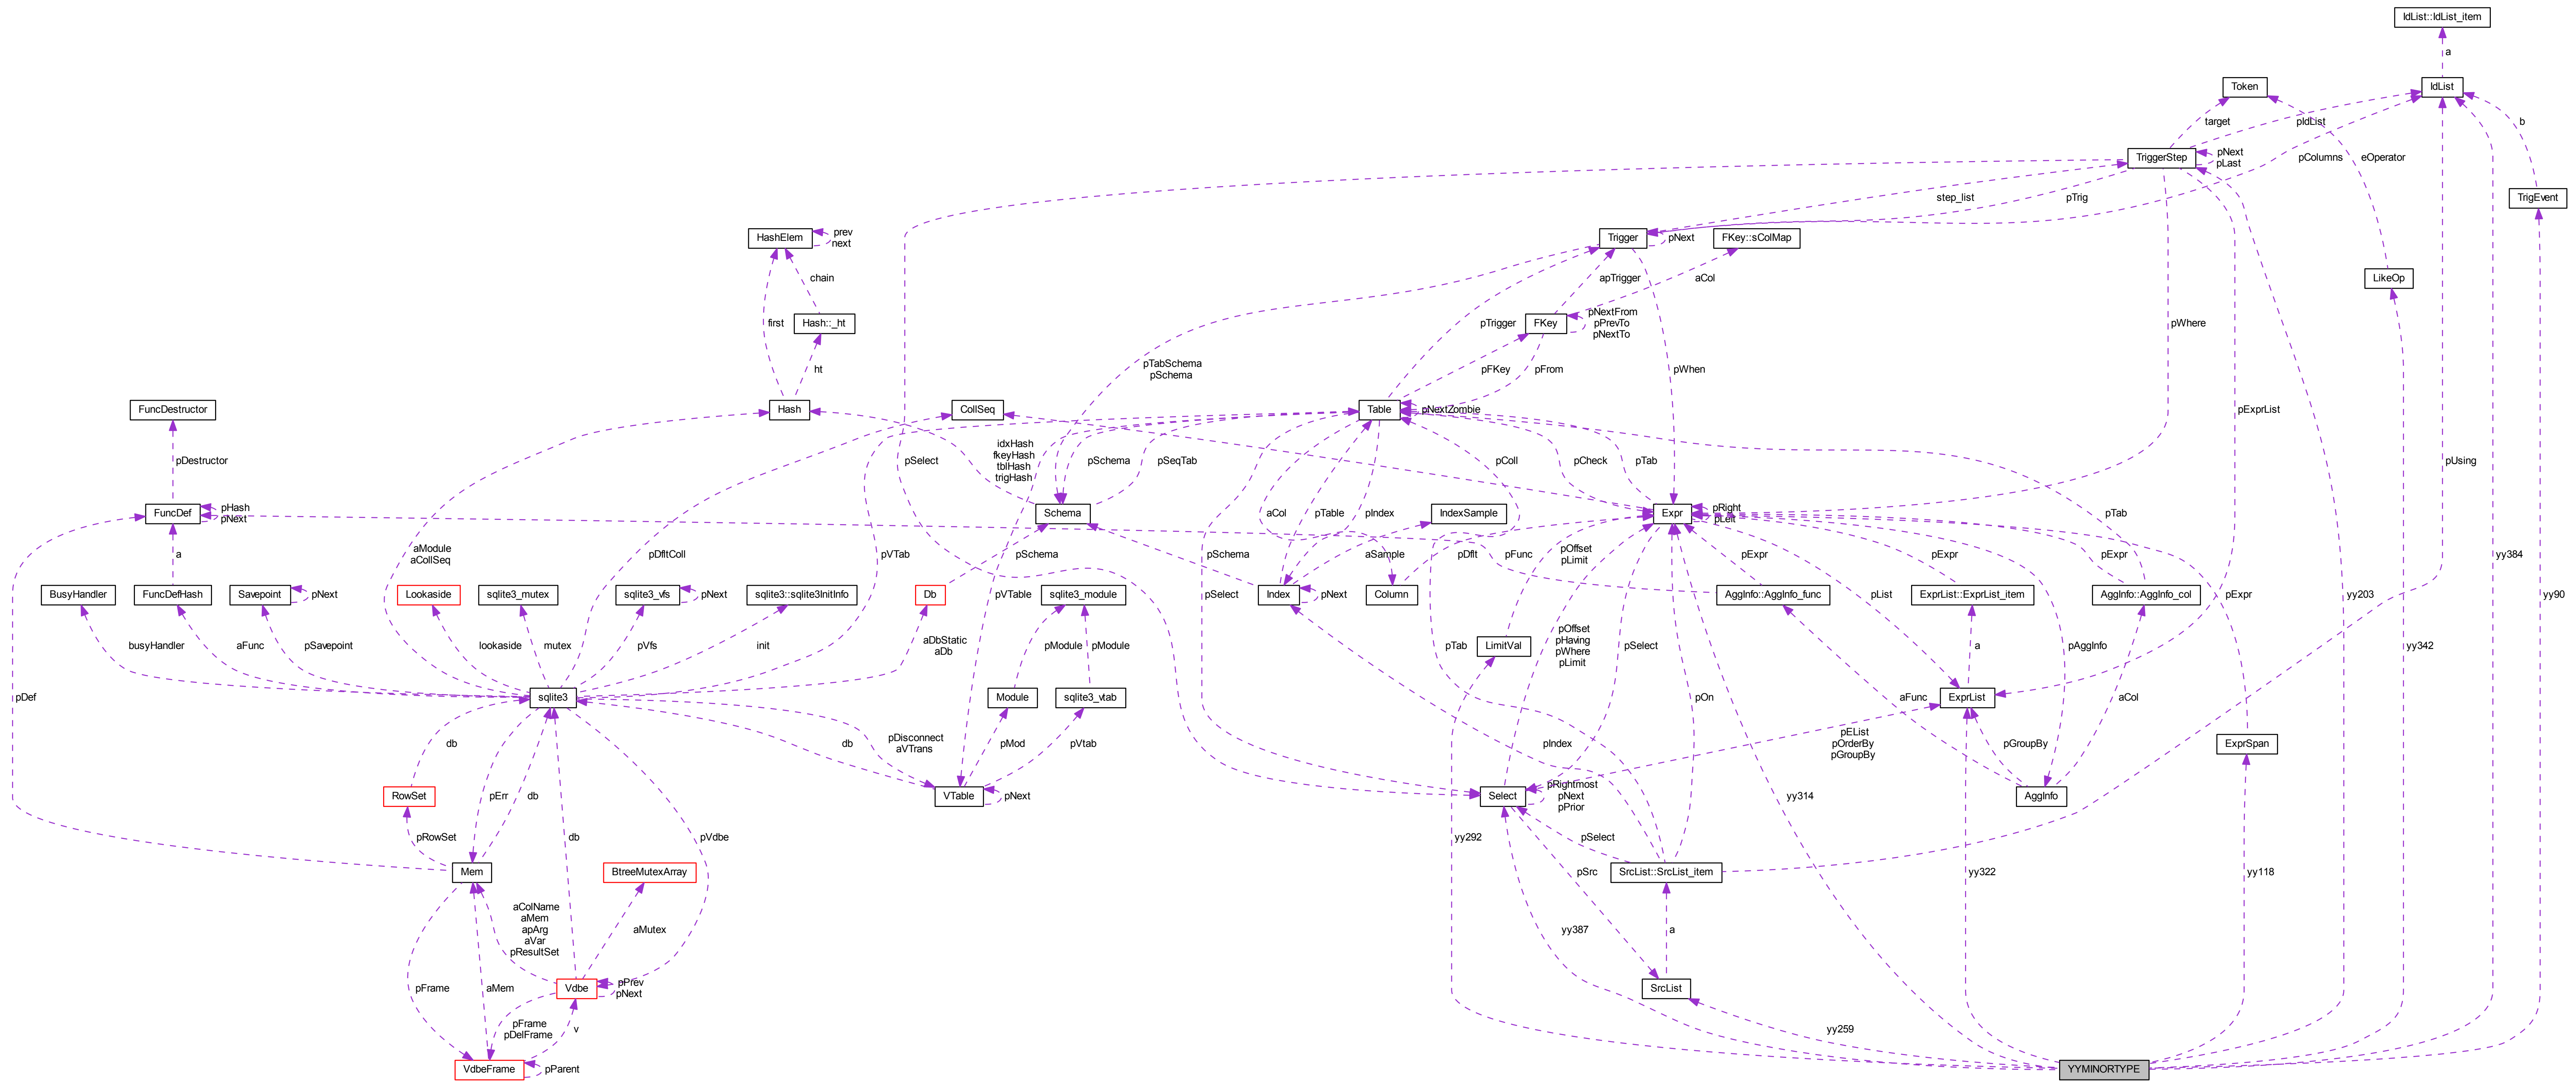 IdList::IdList_item
a
Token
IdList
target
pIdList
b
TriggerStep
pNext
pLast
eOperator
pColumns
TrigEvent
step_list
pTrig
HashElem
prev
next
Trigger
pNext
FKey::sColMap
chain
apTrigger
aCol
LikeOp
first
Hash::_ht
pTrigger
FKey
pNextFrom
pPrevTo
pNextTo
pWhere
ht
pTabSchema
pSchema
pFKey
pFrom
pWhen
FuncDestructor
Hash
CollSeq
Table
pNextZombie
pExprList
pDestructor
idxHash
fkeyHash
tblHash
trigHash
pSelect
pSchema
pSeqTab
pColl
pCheck
pTab
pUsing
FuncDef
pHash
pNext
Schema
aCol
pTable
pIndex
IndexSample
Expr
pRight
pLeft
pTab
a
aModule
aCollSeq
pDfltColl
pVTab
pSchema
pSchema
aSample
pDflt
pFunc
pOffset
pLimit
pExpr
pExpr
pExpr
yy384
BusyHandler
FuncDefHash
Savepoint
pNext
Lookaside
sqlite3_mutex
sqlite3_vfs
pNext
sqlite3::sqlite3InitInfo
Db
pVTable
sqlite3_module
pSelect
Index
pNext
Column
AggInfo::AggInfo_func
pList
ExprList::ExprList_item
AggInfo::AggInfo_col
pExpr
yy203
yy90
busyHandler
aFunc
pSavepoint
lookaside
mutex
pVfs
init
aDbStatic
aDb
pModule
pModule
pTab
LimitVal
pOffset
pHaving
pWhere
pLimit
pSelect
a
pAggInfo
yy342
pDef
sqlite3
Module
sqlite3_vtab
pOn
aFunc
ExprList
aCol
db
pDisconnect
aVTrans
db
pMod
pVtab
pIndex
pEList
pOrderBy
pGroupBy
pGroupBy
ExprSpan
RowSet
pErr
db
VTable
pNext
Select
pRightmost
pNext
pPrior
yy314
AggInfo
pRowSet
db
pVdbe
yy292
pSelect
Mem
BtreeMutexArray
pSrc
SrcList::SrcList_item
yy322
yy118
aColName
aMem
apArg
aVar
pResultSet
aMutex
yy387
a
pFrame
aMem
Vdbe
pPrev
pNext
SrcList
pFrame
pDelFrame
v
yy259
VdbeFrame
pParent
YYMINORTYPE